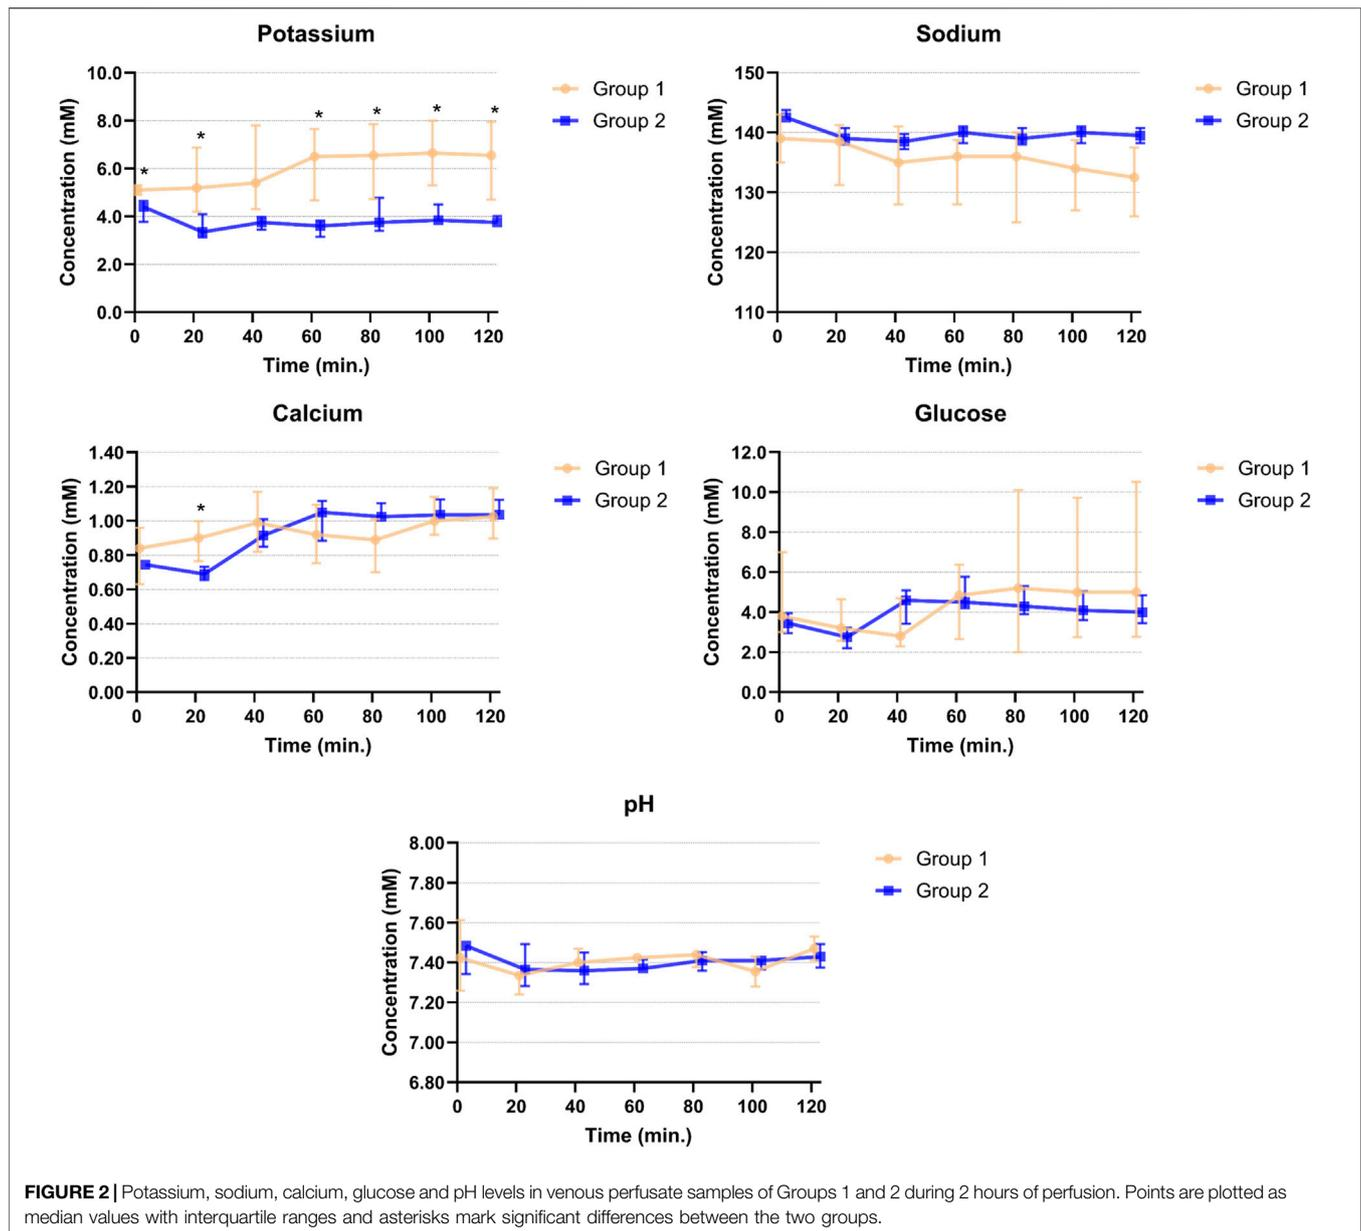 Potassium
10.0
8.0
6.0
4.0
2.0
0.0
Concentration (mM)
* * * * * *
0 20 40 60 80 100 120
Time (min.)
Group 1
Group 2
Sodium
150
140
130
120
110
Concentration (mM)
0 20 40 60 80 100 120
Time (min.)
Group 1
Group 2
Calcium
1.40
1.20
1.00
0.80
0.60
0.40
0.20
0.00
Concentration (mM)
*
0 20 40 60 80 100 120
Time (min.)
Group 1
Group 2
Glucose
12.0
10.0
8.0
6.0
4.0
2.0
0.0
Concentration (mM)
0 20 40 60 80 100 120
Time (min.)
Group 1
Group 2
pH
8.00
7.80
7.60
7.40
7.20
7.00
6.80
Concentration (mM)
0 20 40 60 80 100 120
Time (min.)
Group 1
Group 2
FIGURE 2 | Potassium, sodium, calcium, glucose and pH levels in venous perfusate samples of Groups 1 and 2 during 2 hours of perfusion. Points are plotted as
median values with interquartile ranges and asterisks mark significant differences between the two groups.